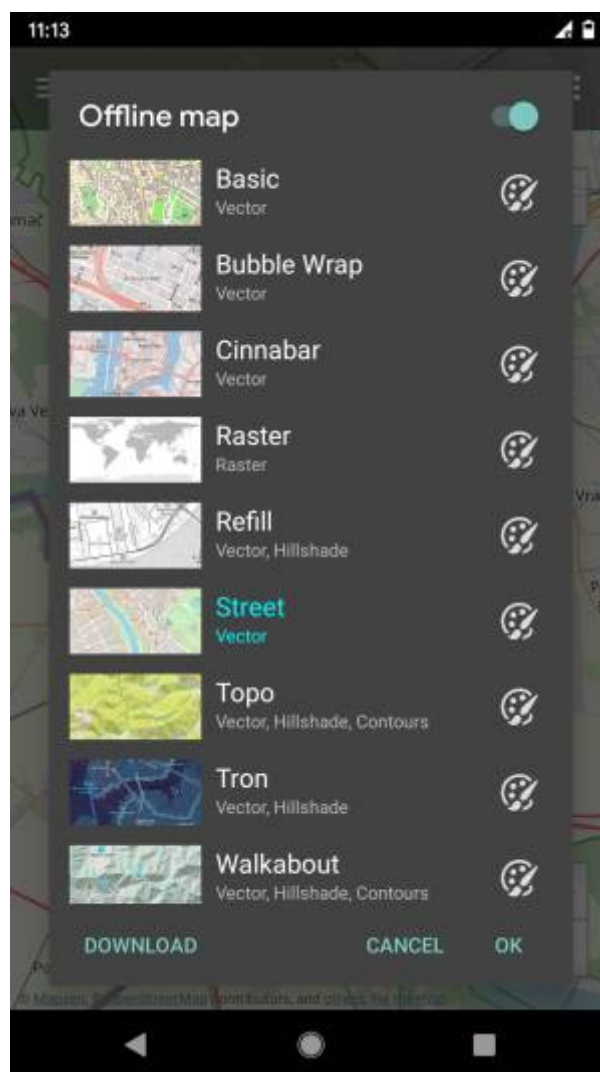 11:13
Offline map
Basic
Vector
Bubble Wrap
Vector
Cinnabar
Vector
Raster
Raster
Refill
Vector, Hillshade
Street
Vector
Topo
Vector, Hillshade, Contours
Tron
Vector, Hillshade
Walkabout
Vector, Hillshade, Contours
DOWNLOAD CANCEL OK